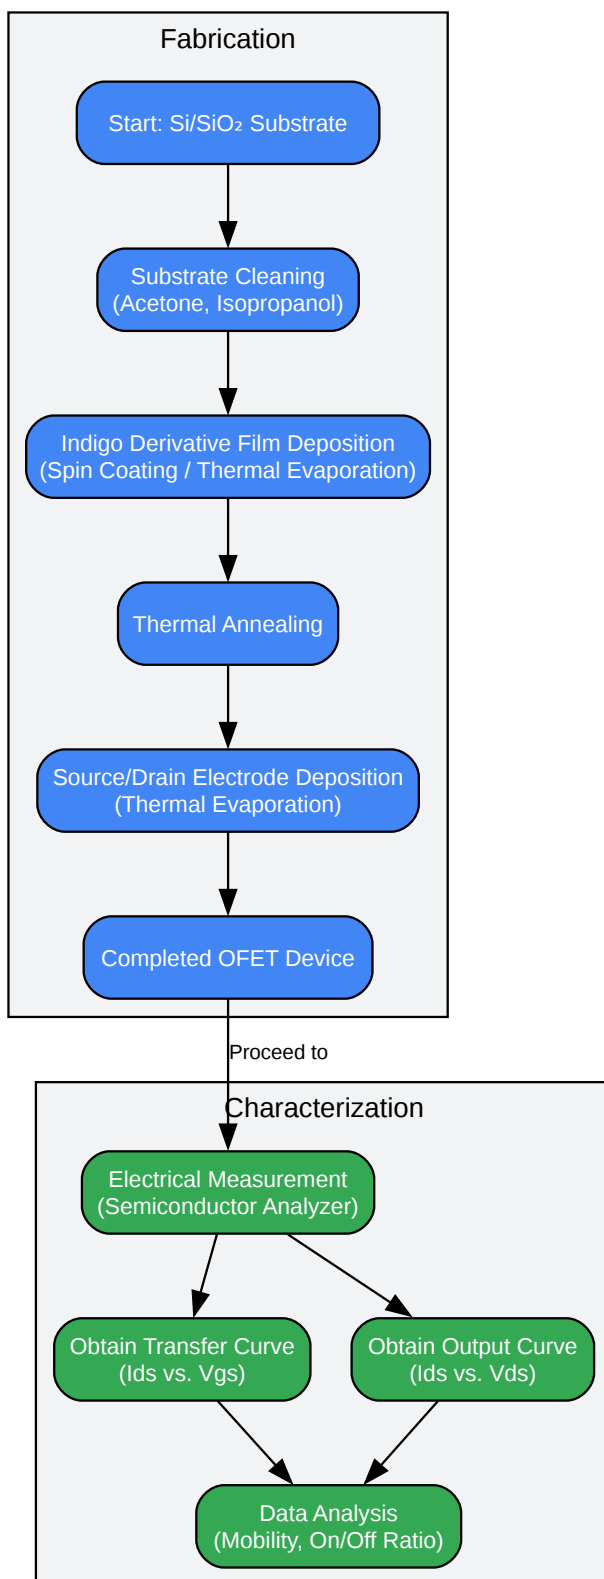 Fabrication
Start: Si/SiO₂ Substrate
Substrate Cleaning
(Acetone, Isopropanol)
Indigo Derivative Film Deposition
(Spin Coating / Thermal Evaporation)
Thermal Annealing
Source/Drain Electrode Deposition
(Thermal Evaporation)
Completed OFET Device
Proceed to
Characterization
Electrical Measurement
(Semiconductor Analyzer)
Obtain Transfer Curve
(Ids vs. Vgs)
Obtain Output Curve
(Ids vs. Vds)
Data Analysis
(Mobility, On/Off Ratio)